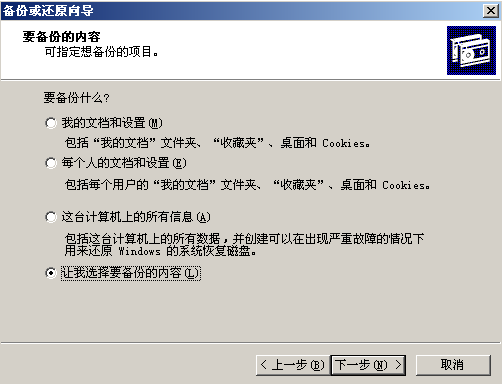 备份或还原向导
要备份的内容
可指定想备份的项目。
要备份什么?
我的文档和设置(M)
包括“我的文档”文件夹、“收藏夹”、桌面和 Cookies。
每个人的文档和设置(E)
包括每个用户的“我的文档”文件夹、“收藏夹”、桌面和 Cookies。
这台计算机上的所有信息(A)
包括这台计算机上的所有数据,并创建可以在出现严重故障的情况下
用来还原 Windows 的系统恢复磁盘。
让我选择要备份的内容(L)
< 上一步(B) 下一步(N) > 取消